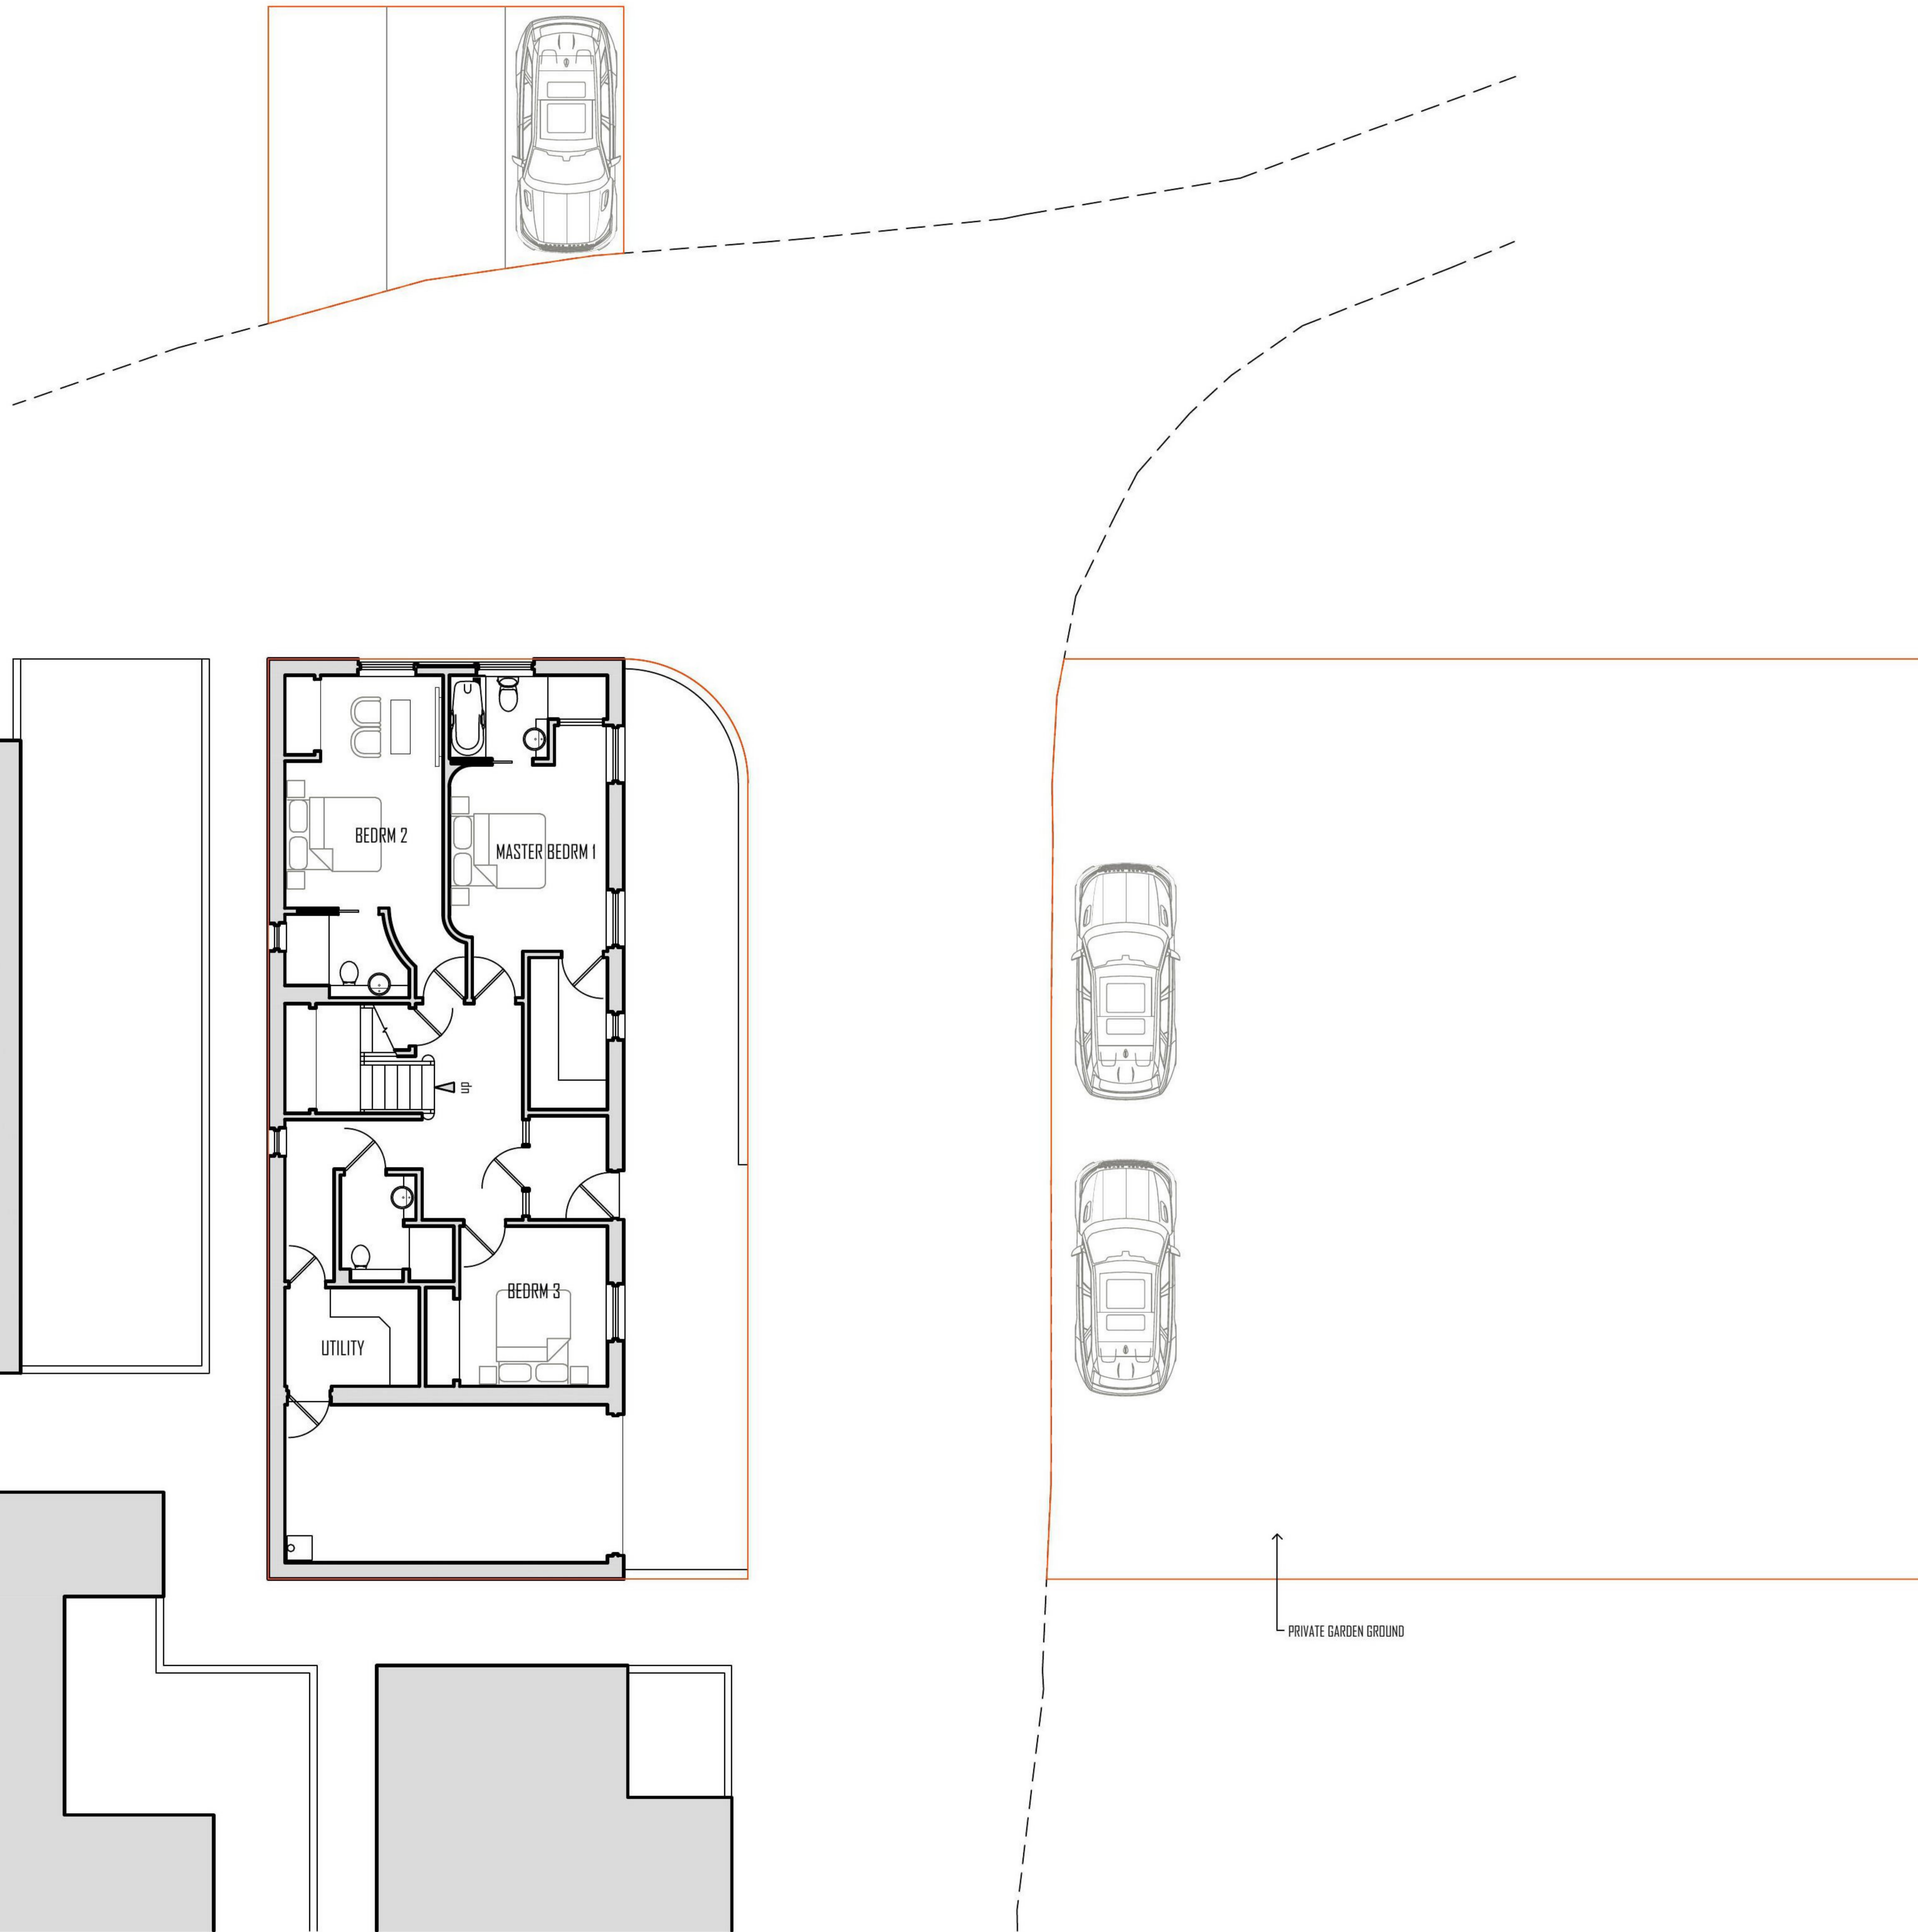 BEDRM 2
MASTER BEDRM 1
up
BEDRM 3
UTILITY
PRIVATE GARDEN GROUND